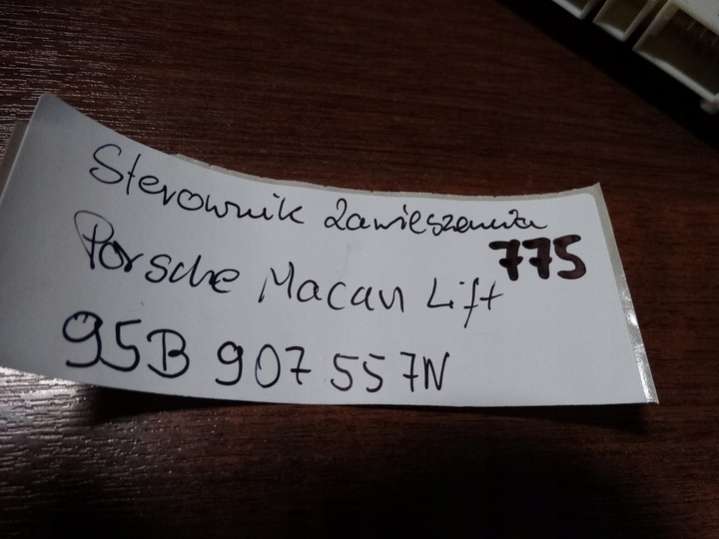 Sterownik zawieszenia
Porsche Macan Lift 775
95B 907 557N